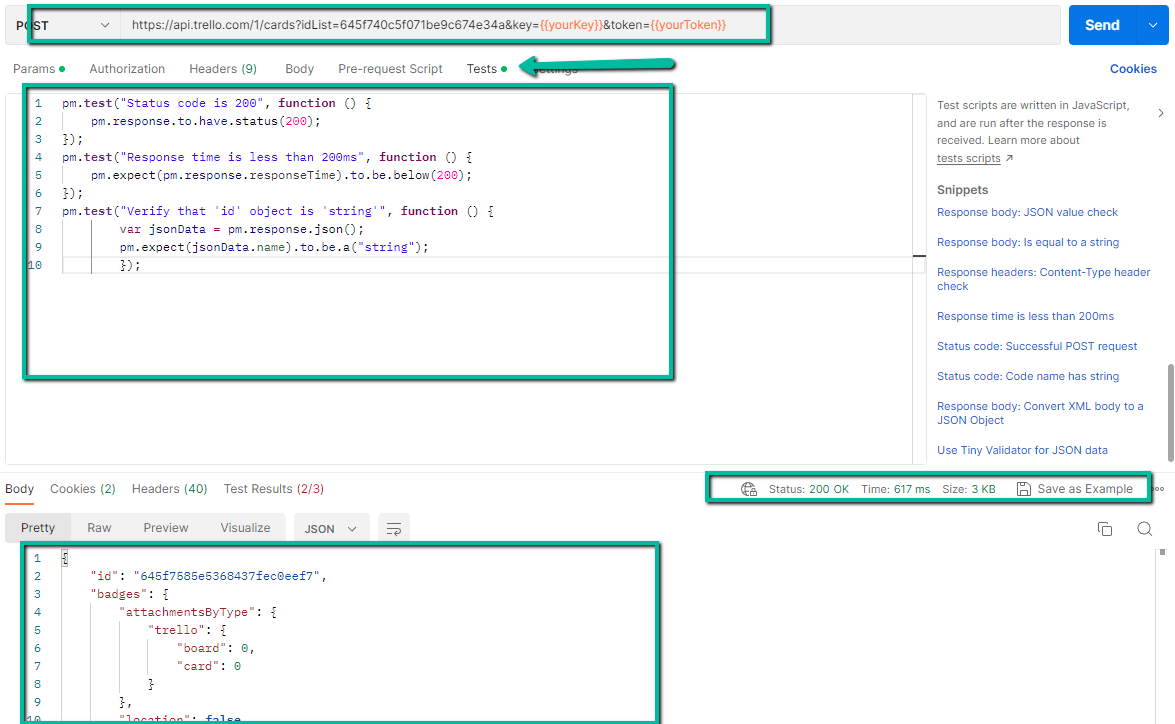 POST https://api.trello.com/1/cards?idList=645f740c5f071be9c674e34a&key={{yourKey}}&token={{yourToken}} Send
Params Authorization Headers (9) Body Pre-request Script Tests Settings Cookies
1 pm.test("Status code is 200", function () {
2 pm.response.to.have.status(200);
3 });
4 pm.test("Response time is less than 200ms", function () {
5 pm.expect(pm.response.responseTime).to.be.below(200);
6 });
7 pm.test("Verify that 'id' object is 'string'", function () {
8 var jsonData = pm.response.json();
9 pm.expect(jsonData.name).to.be.a("string");
10 });
Test scripts are written in JavaScript,
and are run after the response is
received. Learn more about
tests scripts ↗
Snippets
Response body: JSON value check
Response body: Is equal to a string
Response headers: Content-Type header
check
Response time is less than 200ms
Status code: Successful POST request
Status code: Code name has string
Response body: Convert XML body to a
JSON Object
Use Tiny Validator for JSON data
Body Cookies (2) Headers (40) Test Results (2/3) Status: 200 OK Time: 617 ms Size: 3 KB Save as Example
Pretty Raw Preview Visualize JSON
1 {
2 "id": "645f7585e5368437fec0eef7",
3 "badges": {
4 "attachmentsByType": {
5 "trello": {
6 "board": 0,
7 "card": 0
8 }
9 },
10 "location": false